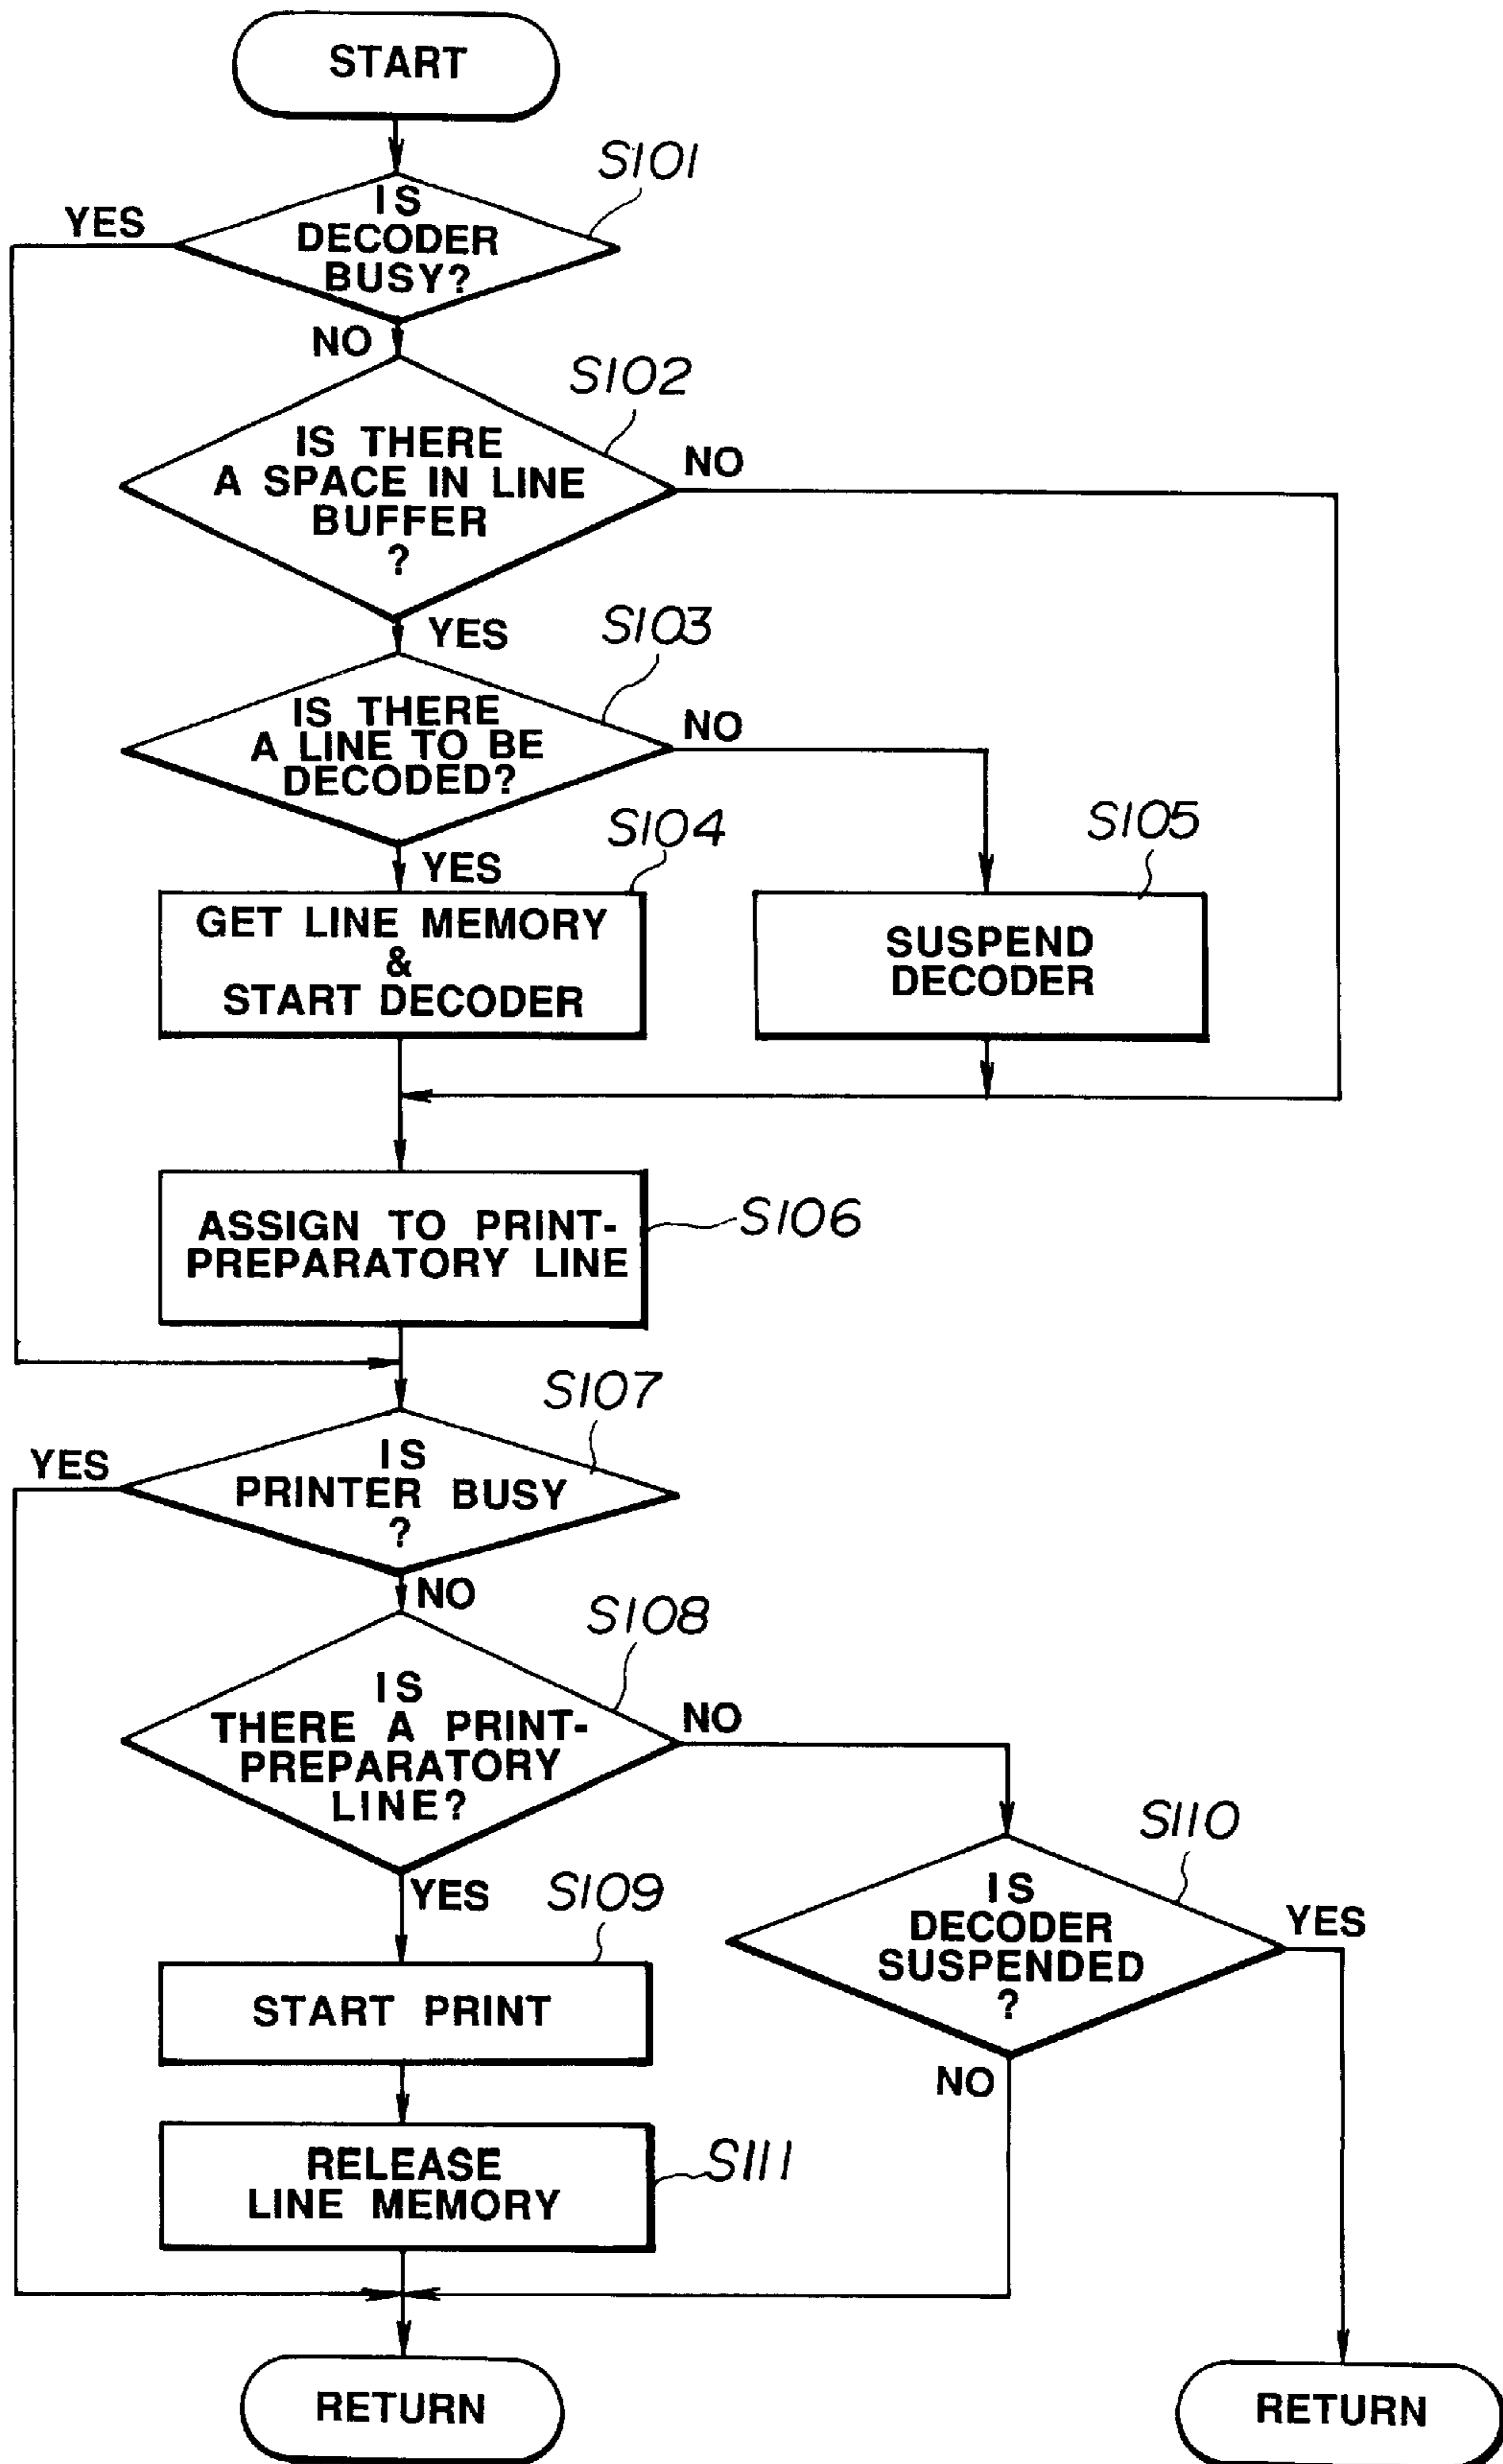 START
S101
YES
IS
DECODER
BUSY?
NO
S102
IS THERE
A SPACE IN LINE
BUFFER
?
NO
YES
S103
IS THERE
A LINE TO BE
DECODED?
NO
S104
S105
YES
GET LINE MEMORY
&
START DECODER
SUSPEND
DECODER
ASSIGN TO PRINT-
PREPARATORY LINE
S106
S107
YES
IS
PRINTER BUSY
?
NO
S108
IS
THERE A PRINT-
PREPARATORY
LINE?
NO
S110
YES
S109
IS
DECODER
SUSPENDED
?
YES
NO
START PRINT
RELEASE
LINE MEMORY
S111
RETURN
RETURN